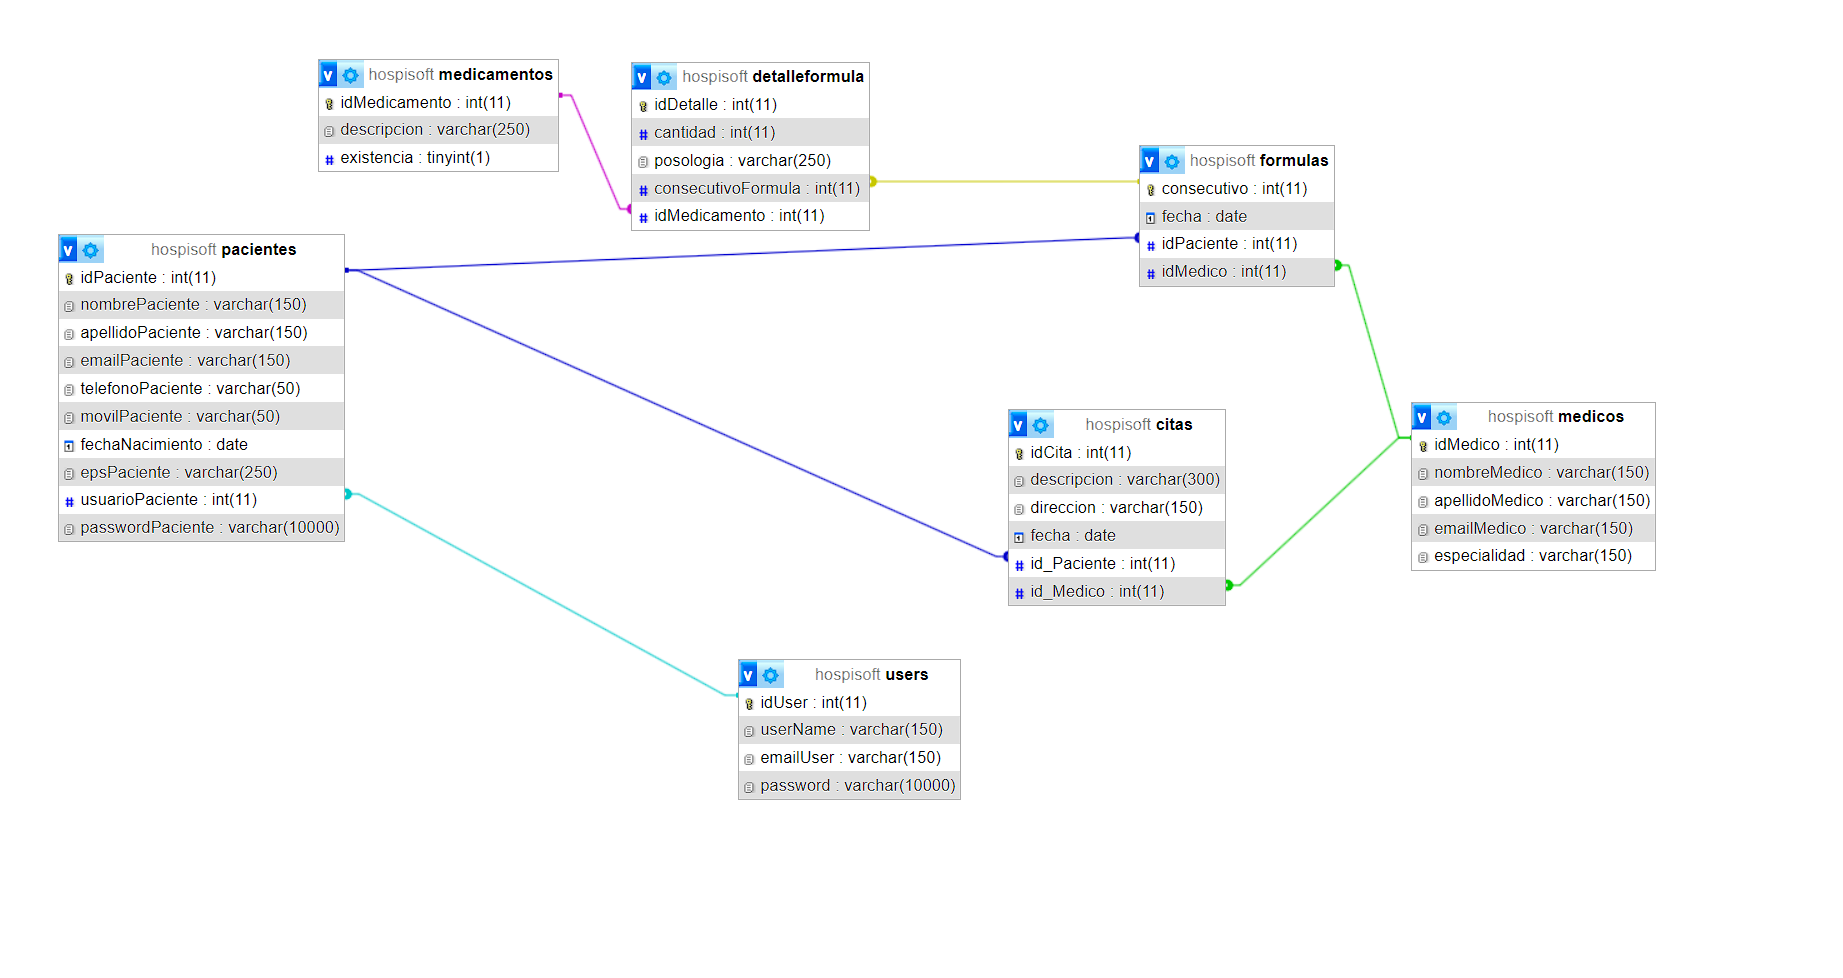 hospisoft medicamentos
idMedicamento : int(11)
descripcion : varchar(250)
existencia : tinyint(1)
hospisoft detalleformula
idDetalle : int(11)
cantidad : int(11)
posologia : varchar(250)
consecutivoFormula : int(11)
idMedicamento : int(11)
hospisoft formulas
consecutivo : int(11)
fecha : date
idPaciente : int(11)
idMedico : int(11)
hospisoft pacientes
idPaciente : int(11)
nombrePaciente : varchar(150)
apellidoPaciente : varchar(150)
emailPaciente : varchar(150)
telefonoPaciente : varchar(50)
movilPaciente : varchar(50)
fechaNacimiento : date
epsPaciente : varchar(250)
usuarioPaciente : int(11)
passwordPaciente : varchar(10000)
hospisoft citas
idCita : int(11)
descripcion : varchar(300)
direccion : varchar(150)
fecha : date
id_Paciente : int(11)
id_Medico : int(11)
hospisoft medicos
idMedico : int(11)
nombreMedico : varchar(150)
apellidoMedico : varchar(150)
emailMedico : varchar(150)
especialidad : varchar(150)
hospisoft users
idUser : int(11)
userName : varchar(150)
emailUser : varchar(150)
password : varchar(10000)